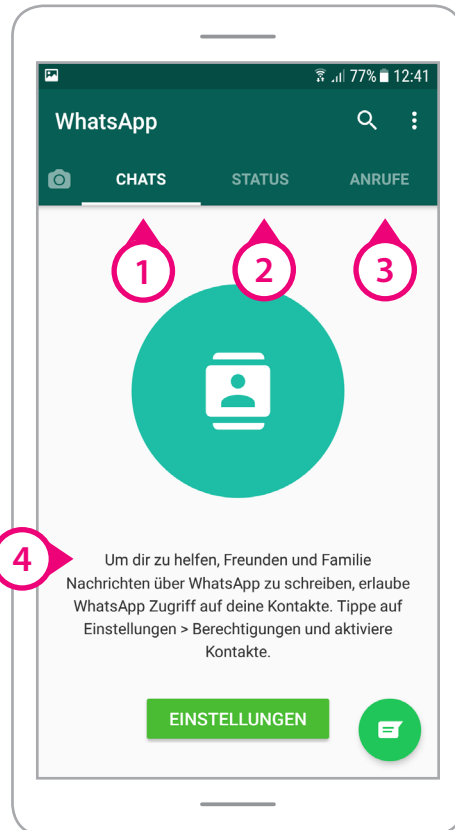 77% 12:41
WhatsApp
CHATS STATUS ANRUFE
1 2 3
4
Um dir zu helfen, Freunden und Familie
Nachrichten über WhatsApp zu schreiben, erlaube
WhatsApp Zugriff auf deine Kontakte. Tippe auf
Einstellungen > Berechtigungen und aktiviere
Kontakte.
EINSTELLUNGEN